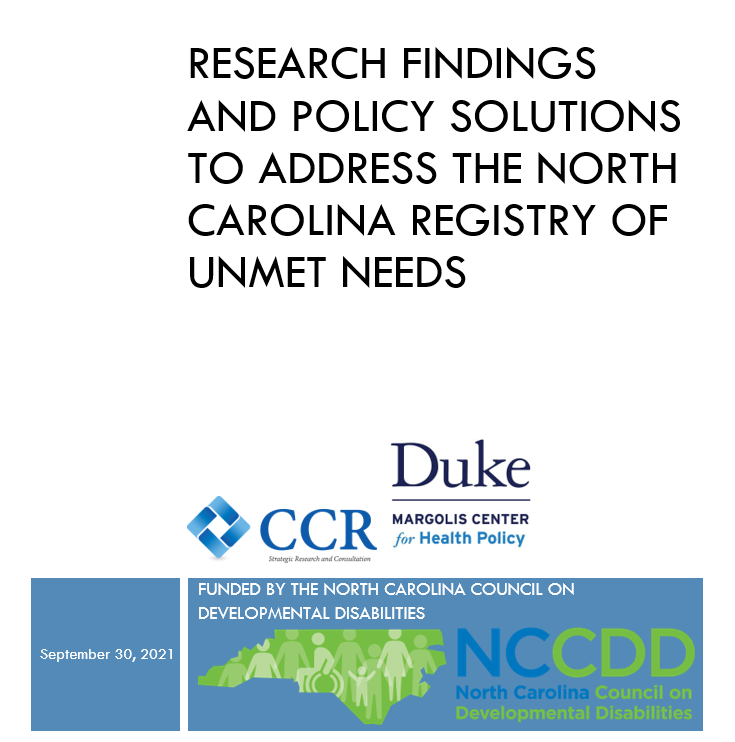 RESEARCH FINDINGS
AND POLICY SOLUTIONS
TO ADDRESS THE NORTH
CAROLINA REGISTRY OF
UNMET NEEDS
Duke
MARGOLIS CENTER
for Health Policy
CCR
Strategic Research and Consultation
FUNDED BY THE NORTH CAROLINA COUNCIL ON
DEVELOPMENTAL DISABILITIES
September 30, 2021
NCCDD
North Carolina Council on
Developmental Disabilities